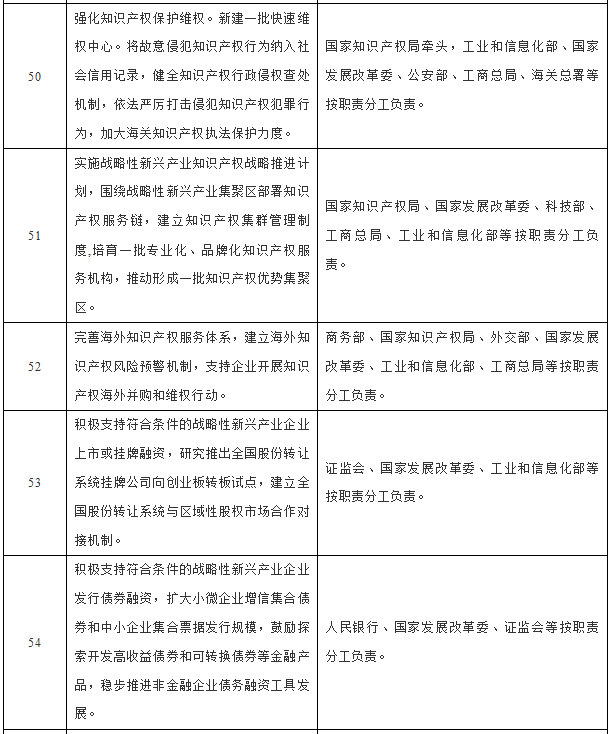 50
强化知识产权保护维权。新建一批快速维
权中心。将故意侵犯知识产权行为纳入社
会信用记录，健全知识产权行政侵权查处
机制，依法严厉打击侵犯知识产权犯罪行
为，加大海关知识产权执法保护力度。
国家知识产权局牵头，工业和信息化部、国家
发展改革委、公安部、工商总局、海关总署等
按职责分工负责。
51
实施战略性新兴产业知识产权战略推进计
划，围绕战略性新兴产业集聚区部署知识
产权服务链，建立知识产权集群管理制
度,培育一批专业化、品牌化知识产权服
务机构，推动形成一批知识产权优势集聚
区。
国家知识产权局、国家发展改革委、科技部、
工商总局、工业和信息化部等按职责分工负
责。
52
完善海外知识产权服务体系，建立海外知
识产权风险预警机制，支持企业开展知识
产权海外并购和维权行动。
商务部、国家知识产权局、外交部、国家发展
改革委、工业和信息化部、工商总局等按职责
分工负责。
53
积极支持符合条件的战略性新兴产业企业
上市或挂牌融资，研究推出全国股份转让
系统挂牌公司向创业板转板试点，建立全
国股份转让系统与区域性股权市场合作对
接机制。
证监会、国家发展改革委、工业和信息化部等
按职责分工负责。
54
积极支持符合条件的战略性新兴产业企业
发行债券融资，扩大小微企业增信集合债
券和中小企业集合票据发行规模，鼓励探
索开发高收益债券和可转换债券等金融产
品，稳步推进非金融企业债务融资工具发
展。
人民银行、国家发展改革委、证监会等按职责
分工负责。